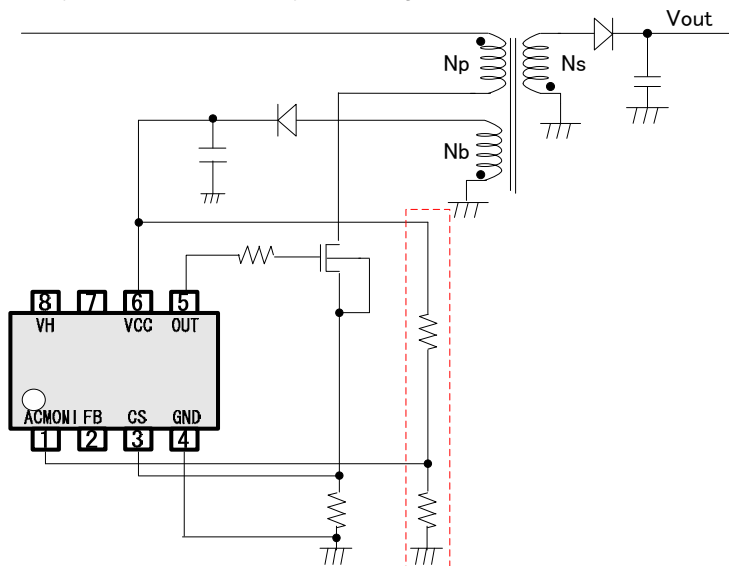 Vout
Np Ns
Nb
8 7 6 5
VH VCC OUT
ACMONI FB CS GND
1 2 3 4